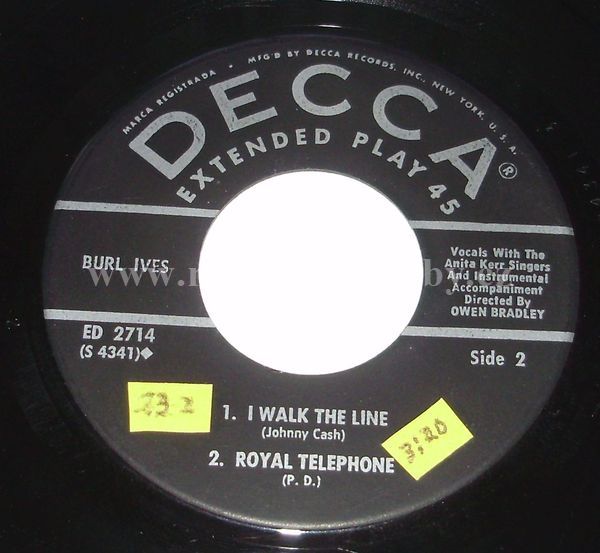 MARCA REGISTRADA • MFG'D BY DECCA RECORDS, INC., NEW YORK, U.S.A.
DECCA®
EXTENDED PLAY 45
BURL IVES
Vocals With The
Anita Kerr Singers
And Instrumental
Accompaniment
Directed By
OWEN BRADLEY
ED 2714
(S 4341)◆
Side 2
1. I WALK THE LINE
(Johnny Cash)
3:20
2. ROYAL TELEPHONE
(P. D.)